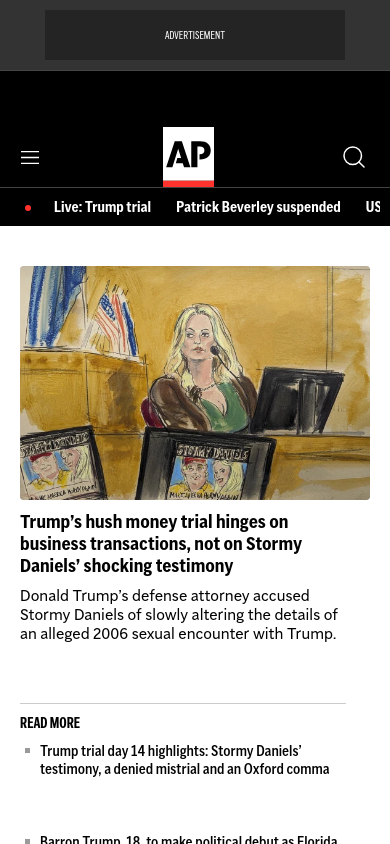 ADVERTISEMENT
AP
Live: Trump trial Patrick Beverley suspended US
Trump's hush money trial hinges on
business transactions, not on Stormy
Daniels' shocking testimony
Donald Trump's defense attorney accused
Stormy Daniels of slowly altering the details of
an alleged 2006 sexual encounter with Trump.
READ MORE
Trump trial day 14 highlights: Stormy Daniels'
testimony, a denied mistrial and an Oxford comma
Barron Trump, 18, to make political debut as Florida